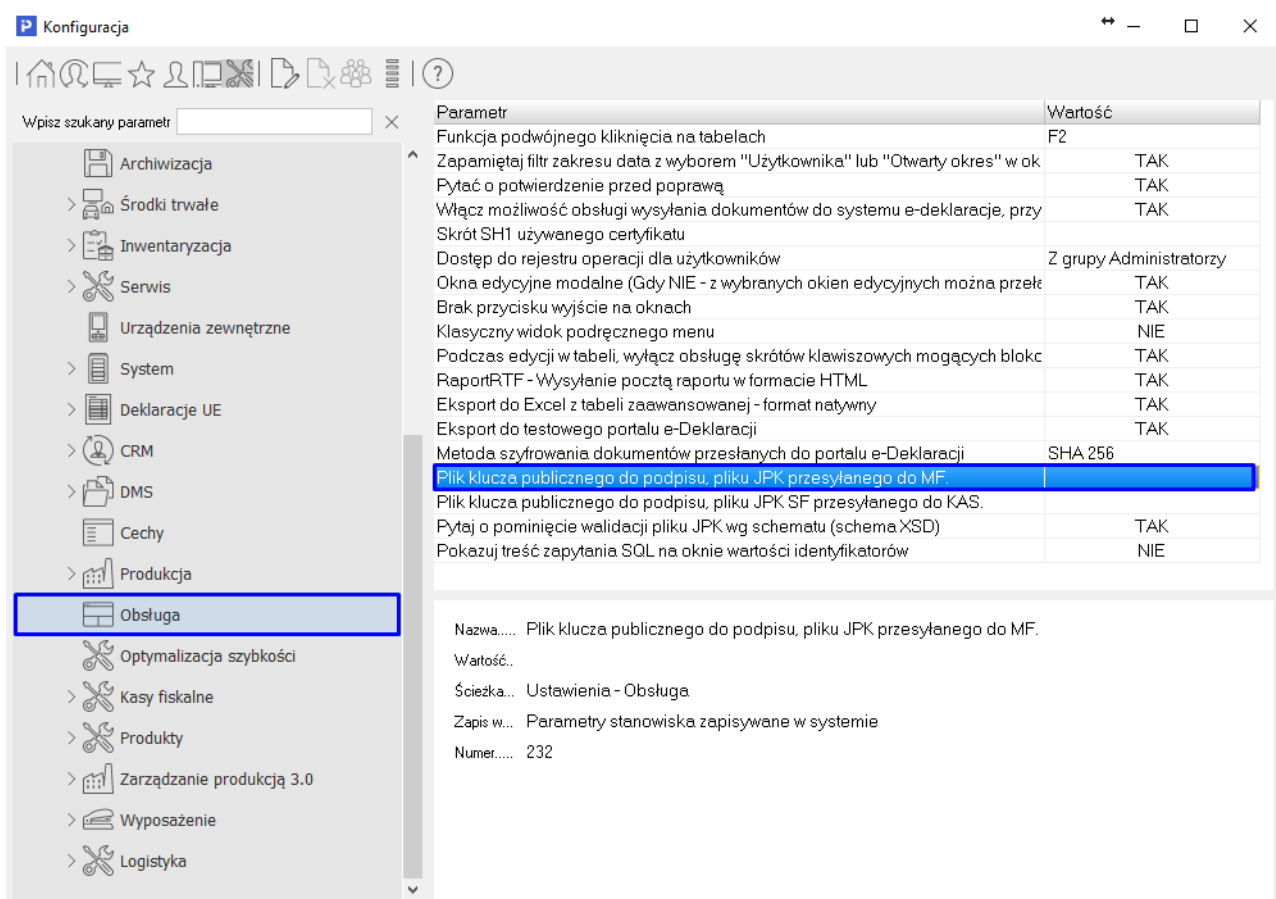 Konfiguracja
Wpisz szukany parametr
Archiwizacja
Środki trwałe
Inwentaryzacja
Serwis
Urządzenia zewnętrzne
System
Deklaracje UE
CRM
DMS
Cechy
Produkcja
Obsługa
Optymalizacja szybkości
Kasy fiskalne
Produkty
Zarządzanie produkcją 3.0
Wyposażenie
Logistyka
Parametr Wartość
Funkcja podwójnego kliknięcia na tabelach F2
Zapamiętaj filtr zakresu data z wyborem "Użytkownika" lub "Otwarty okres" w ok TAK
Pytać o potwierdzenie przed poprawą TAK
Włącz możliwość obsługi wysyłania dokumentów do systemu e-deklaracje, przy TAK
Skrót SH1 używanego certyfikatu
Dostęp do rejestru operacji dla użytkowników Z grupy Administratorzy
Okna edycyjne modalne (Gdy NIE - z wybranych okien edycyjnych można przełe TAK
Brak przycisku wyjście na oknach TAK
Klasyczny widok podręcznego menu NIE
Podczas edycji w tabeli, wyłącz obsługę skrótów klawiszowych mogących blokc TAK
RaportRTF - Wysyłanie pocztą raportu w formacie HTML TAK
Eksport do Excel z tabeli zaawansowanej - format natywny TAK
Eksport do testowego portalu e-Deklaracji TAK
Metoda szyfrowania dokumentów przesłanych do portalu e-Deklaracji SHA 256
Plik klucza publicznego do podpisu, pliku JPK przesyłanego do MF.
Plik klucza publicznego do podpisu, pliku JPK SF przesyłanego do KAS.
Pytaj o pominięcie walidacji pliku JPK wg schematu (schema XSD) TAK
Pokazuj treść zapytania SQL na oknie wartości identyfikatorów NIE
Nazwa..... Plik klucza publicznego do podpisu, pliku JPK przesyłanego do MF.
Wartość..
Ścieżka... Ustawienia - Obsługa
Zapis w... Parametry stanowiska zapisywane w systemie
Numer..... 232